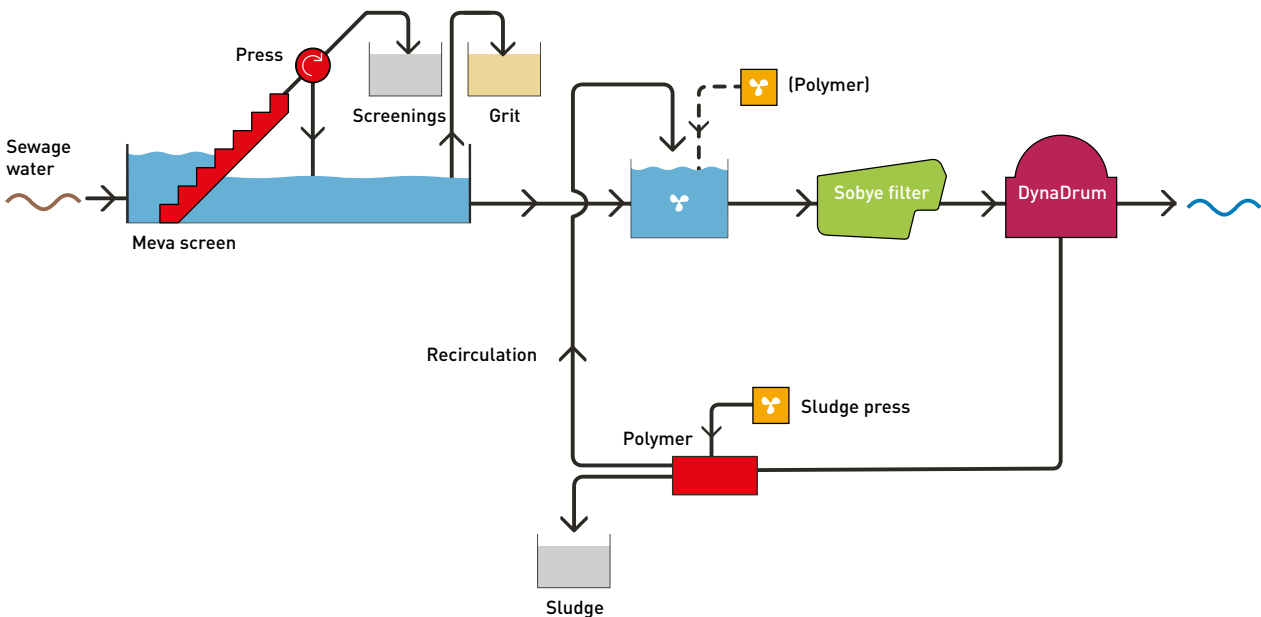 Press
(Polymer)
Screenings
Grit
Sewage
water
Sobye filter
DynaDrum
Meva screen
Recirculation
Sludge press
Polymer
Sludge